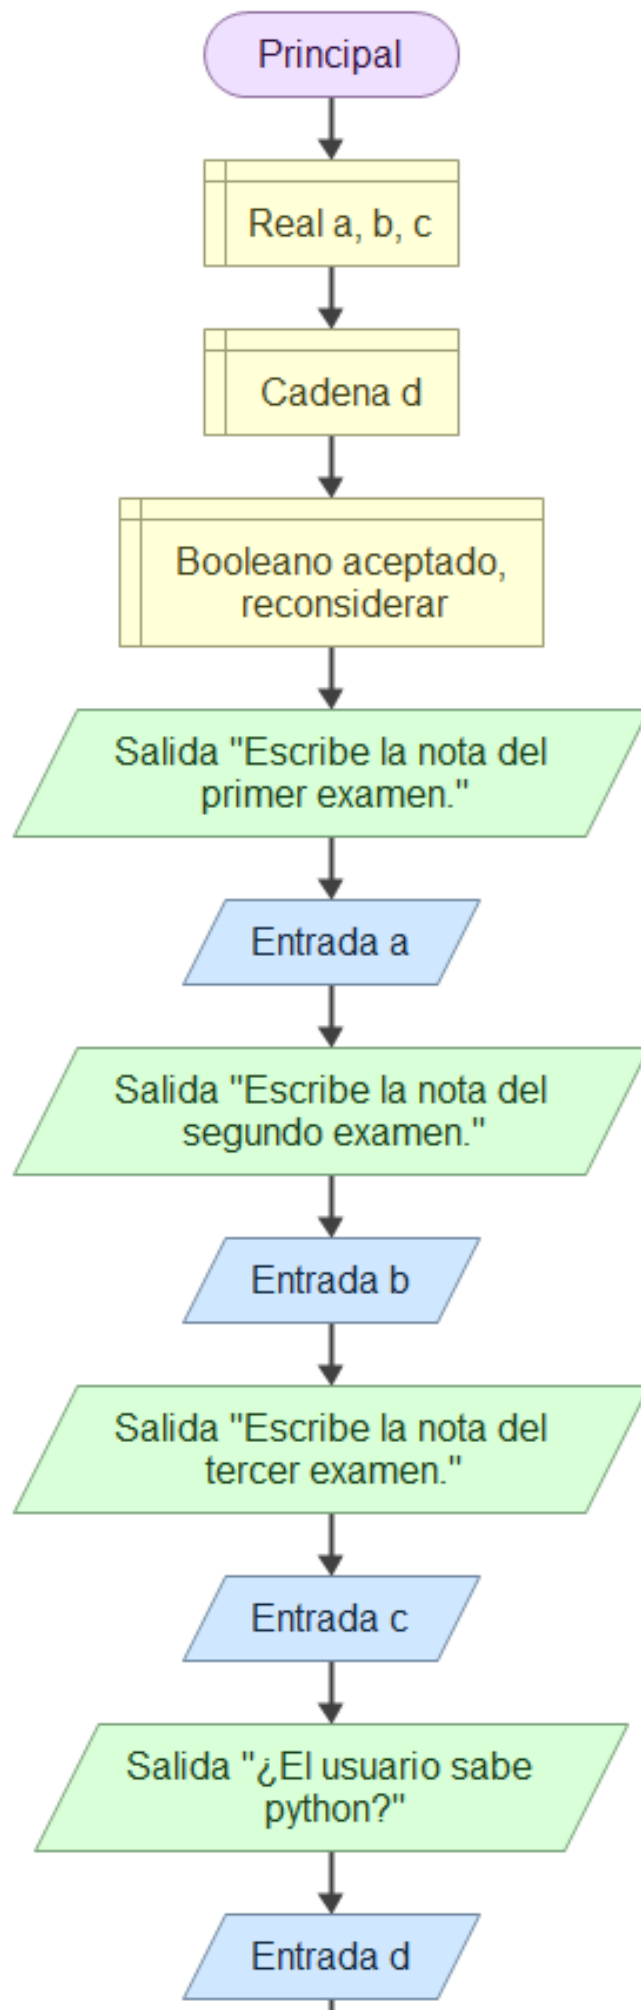 Principal
Real a, b, c
Cadena d
Booleano aceptado,
reconsiderar
Salida "Escribe la nota del
primer examen."
Entrada a
Salida "Escribe la nota del
segundo examen."
Entrada b
Salida "Escribe la nota del
tercer examen."
Entrada c
Salida "¿El usuario sabe
python?"
Entrada d